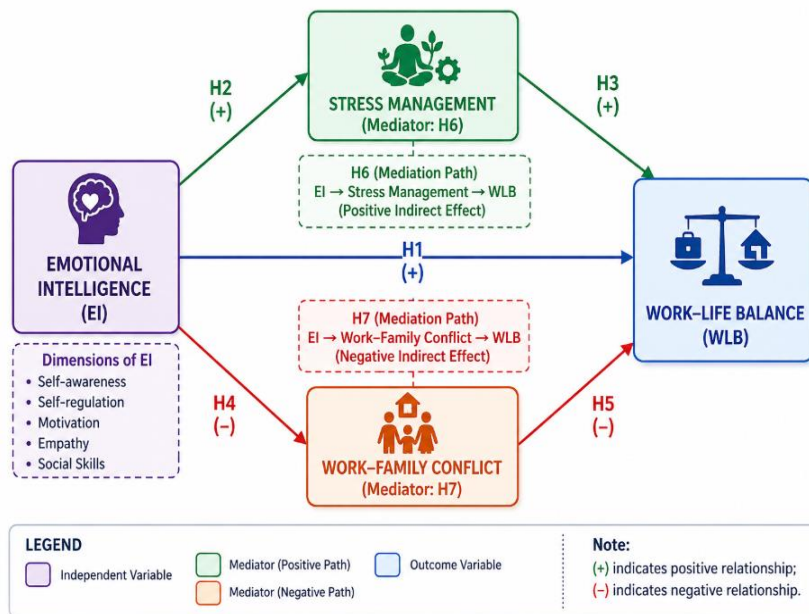 STRESS MANAGEMENT
(Mediator: H6)
H2
(+)
H3
(+)
H6 (Mediation Path)
EI → Stress Management → WLB
(Positive Indirect Effect)
EMOTIONAL
INTELLIGENCE
(EI)
H1
(+)
WORK–LIFE BALANCE
(WLB)
H7 (Mediation Path)
EI → Work–Family Conflict → WLB
(Negative Indirect Effect)
Dimensions of EI
• Self-awareness
• Self-regulation
• Motivation
• Empathy
• Social Skills
H4
(–)
H5
(–)
WORK–FAMILY CONFLICT
(Mediator: H7)
LEGEND
Independent Variable
Mediator (Positive Path)
Mediator (Negative Path)
Outcome Variable
Note:
(+) indicates positive relationship;
(–) indicates negative relationship.